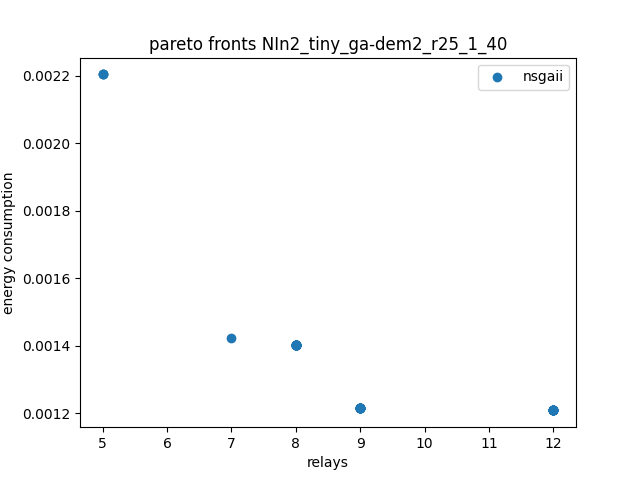 pareto fronts NIn2_tiny_ga-dem2_r25_1_40
nsgaii
0.0022
0.0020
0.0018
0.0016
0.0014
0.0012
energy consumption
5 6 7 8 9 10 11 12
relays